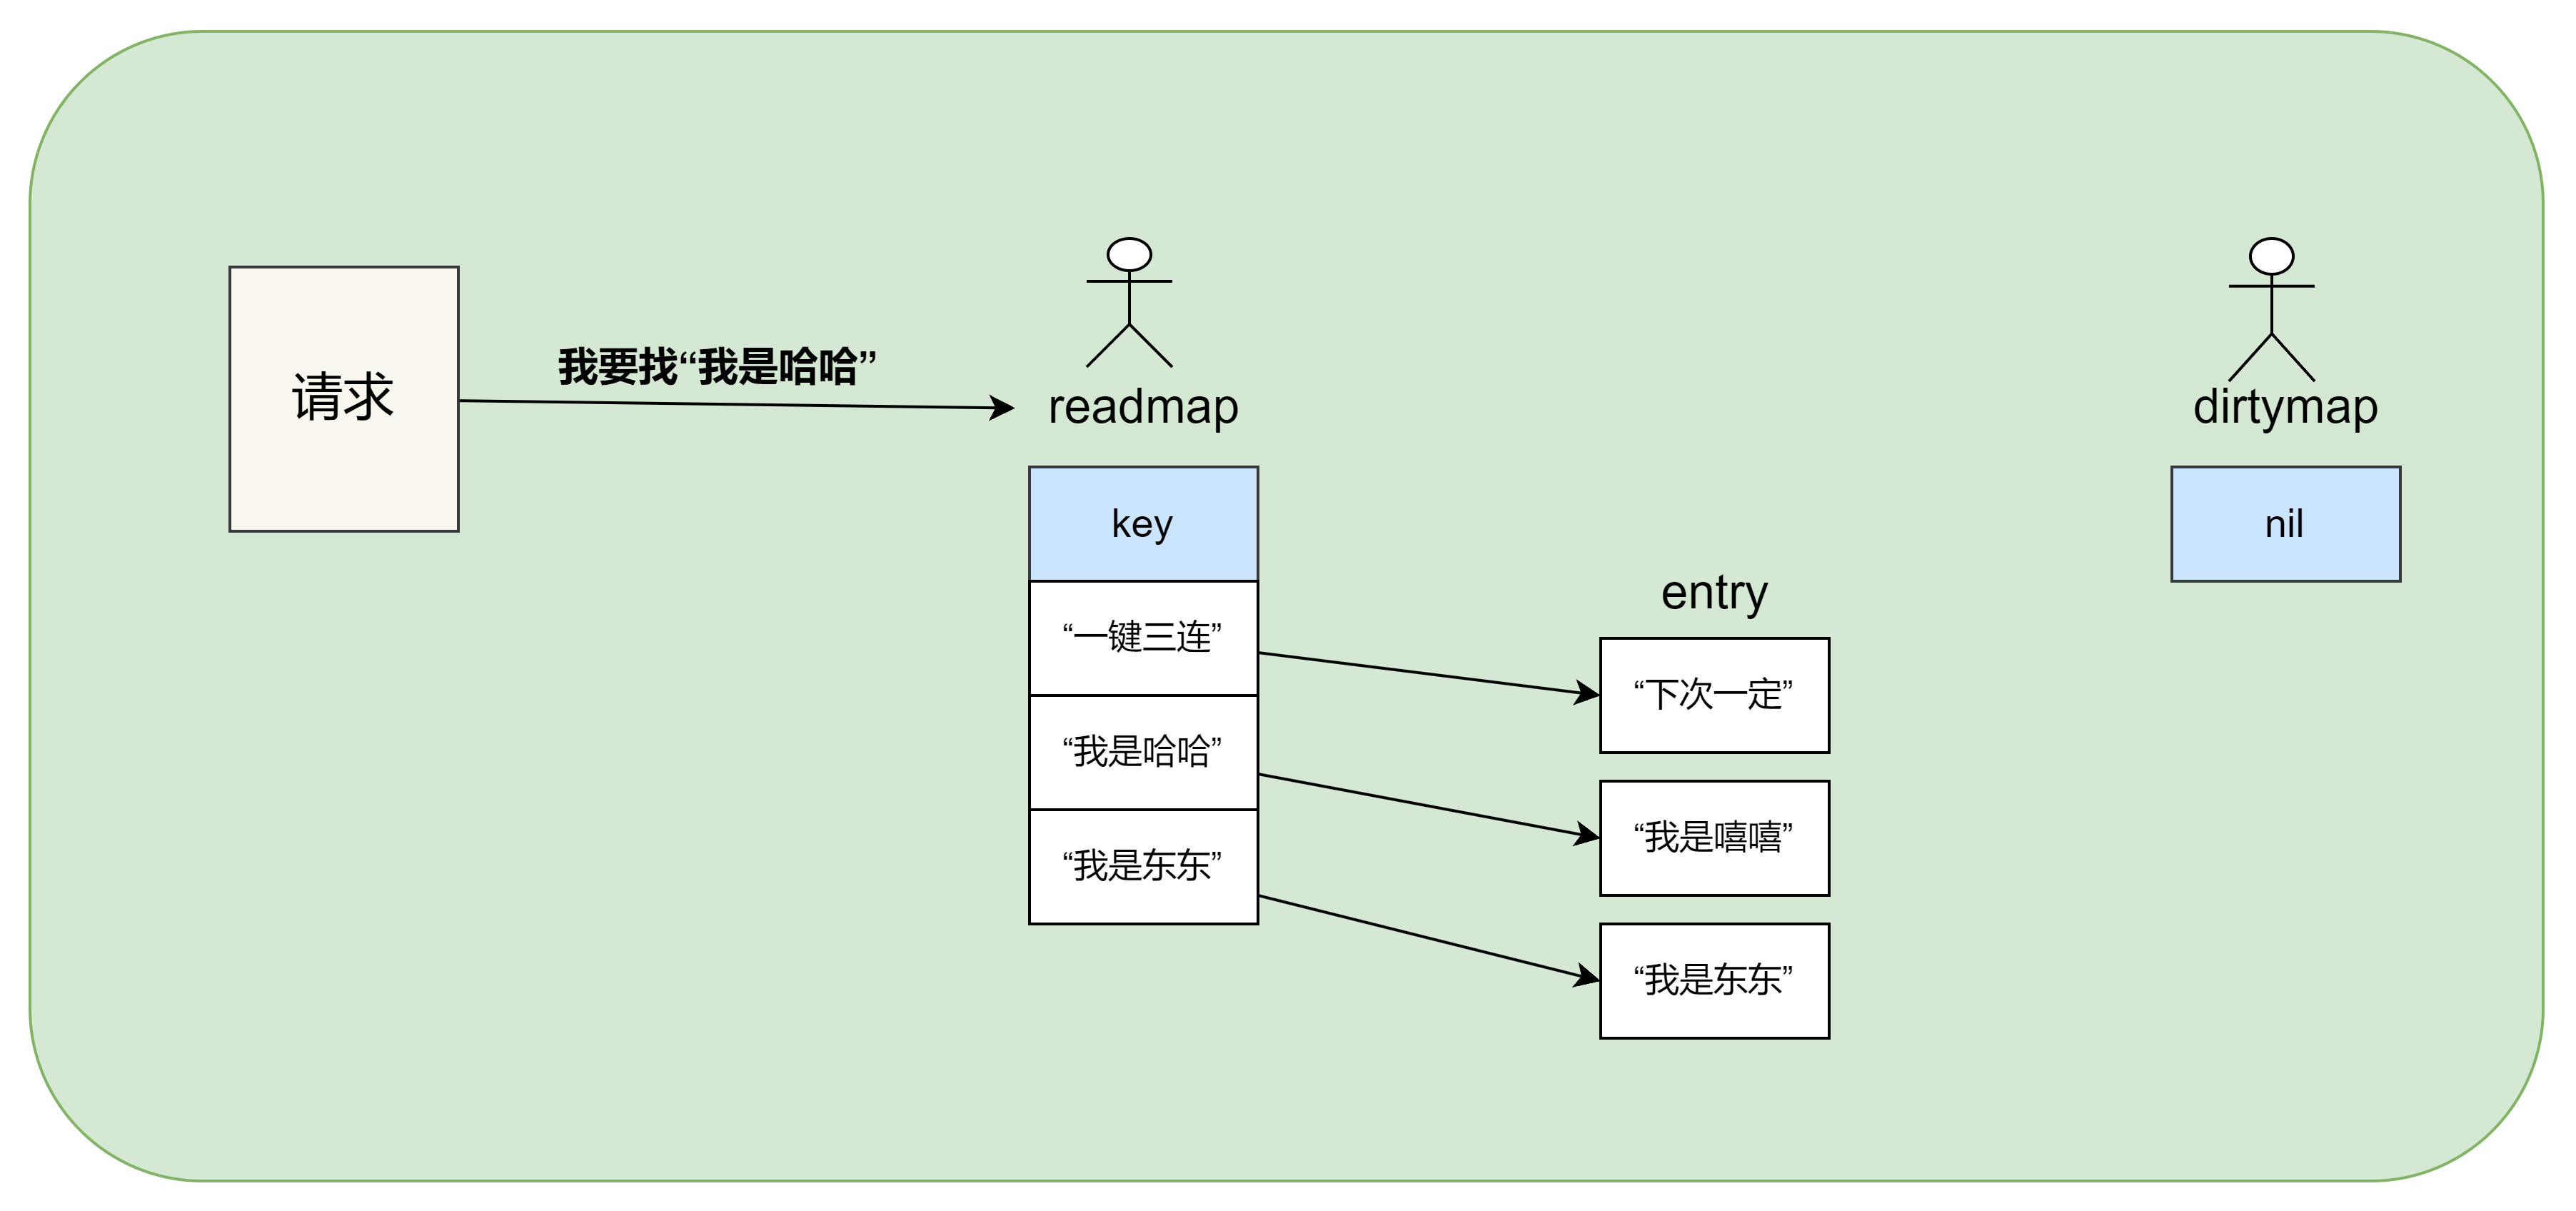 请求
我要找“我是哈哈”
readmap
dirtymap
key
nil
entry
“一键三连”
“下次一定”
“我是哈哈”
“我是嘻嘻”
“我是东东”
“我是东东”